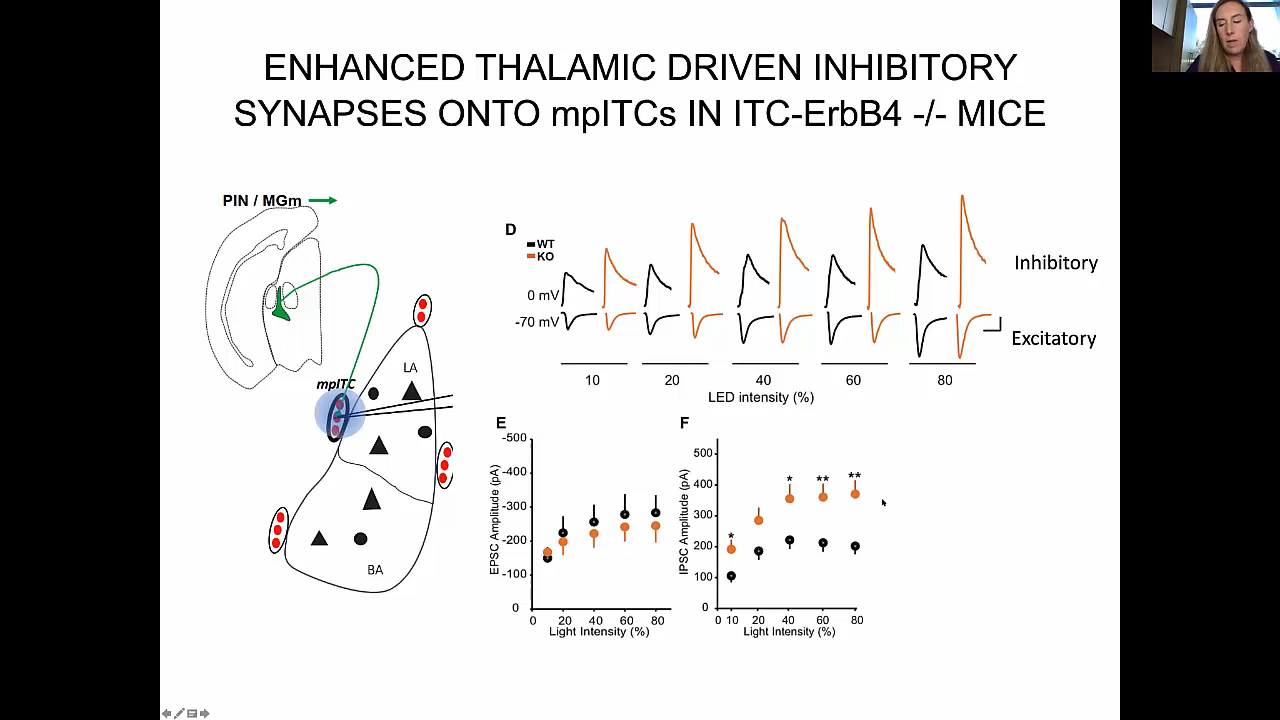 ENHANCED THALAMIC DRIVEN INHIBITORY
SYNAPSES ONTO mpITCs IN ITC-ErbB4 -/- MICE
PIN / MGm
mpITC
LA
BA
D
WT
KO
0 mV
-70 mV
Inhibitory
Excitatory
10 20 40 60 80
LED intensity (%)
E
EPSC Amplitude (pA)
-500
-400
-300
-200
-100
0
0 20 40 60 80
Light Intensity (%)
F
IPSC Amplitude (pA)
500
400
300
200
100
0
* * ** **
0 10 20 40 60 80
Light Intensity (%)